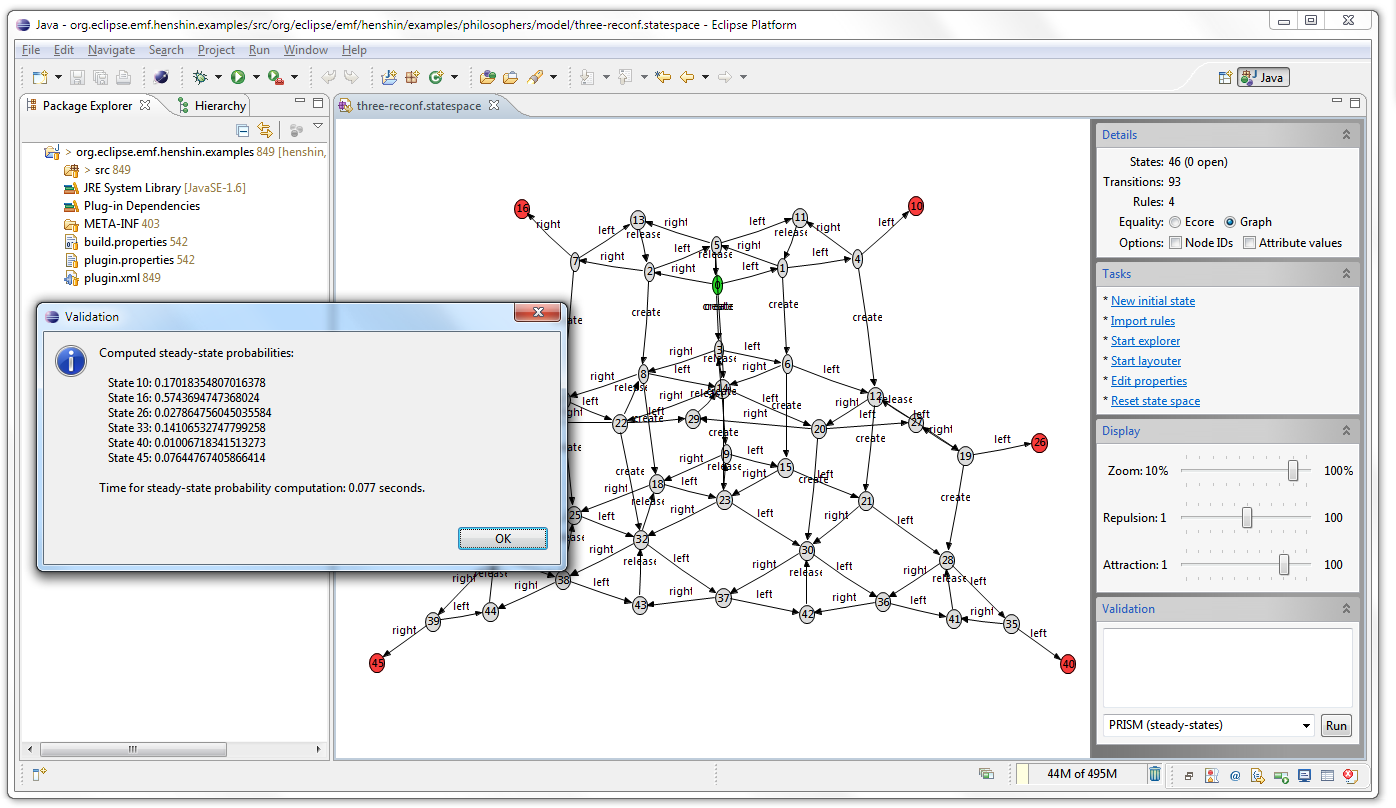 Java - org.eclipse.emf.henshin.examples/src/org/eclipse/emf/henshin/examples/philosophers/model/three-reconf.statespace - Eclipse Platform
File Edit Navigate Search Project Run Window Help
Java
Package Explorer Hierarchy
> org.eclipse.emf.henshin.examples 849 [henshin,
> src 849
JRE System Library [JavaSE-1.6]
Plug-in Dependencies
META-INF 403
build.properties 542
plugin.properties 542
plugin.xml 849
three-reconf.statespace
16 13 11 10
right left right left right left
release release
7 2 5 1 4
right right release left right left
0
create create create create
3 6
right left release right left
8 14 12
right left release right left release
22 29 20 27
left create create right left
19 left 26
create create create create
9 15
right left release left
18 23 21
right left release right left right left
25 32 30 28
left right release left right release left right release left
38 43 37 42 36 41 35
right left right left right left right
39 44
left right left
45 40
Validation
Computed steady-state probabilities:
State 10: 0.17018354807016378
State 16: 0.5743694747368024
State 26: 0.027864756045035584
State 33: 0.14106532747799258
State 40: 0.01006718341513273
State 45: 0.07644767405866414
Time for steady-state probability computation: 0.077 seconds.
OK
Details
States: 46 (0 open)
Transitions: 93
Rules: 4
Equality: Ecore Graph
Options: Node IDs Attribute values
Tasks
* New initial state
* Import rules
* Start explorer
* Start layouter
* Edit properties
* Reset state space
Display
Zoom: 10% 100%
Repulsion: 1 100
Attraction: 1 100
Validation
PRISM (steady-states) Run
44M of 495M